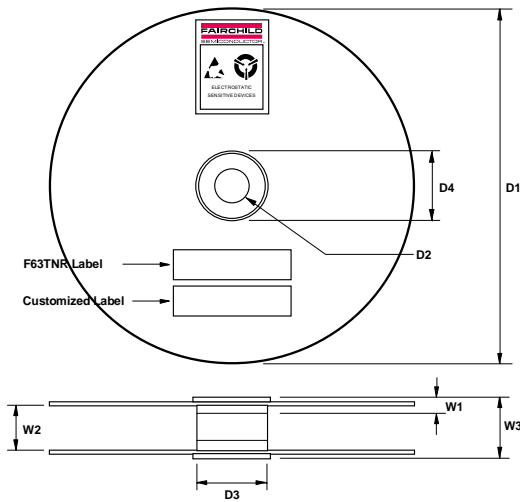 FAIRCHILD
SEMICONDUCTOR
ELECTROSTATIC
SENSITIVE DEVICES
D4
D1
D2
F63TNR Label
Customized Label
W1
W2
W3
D3